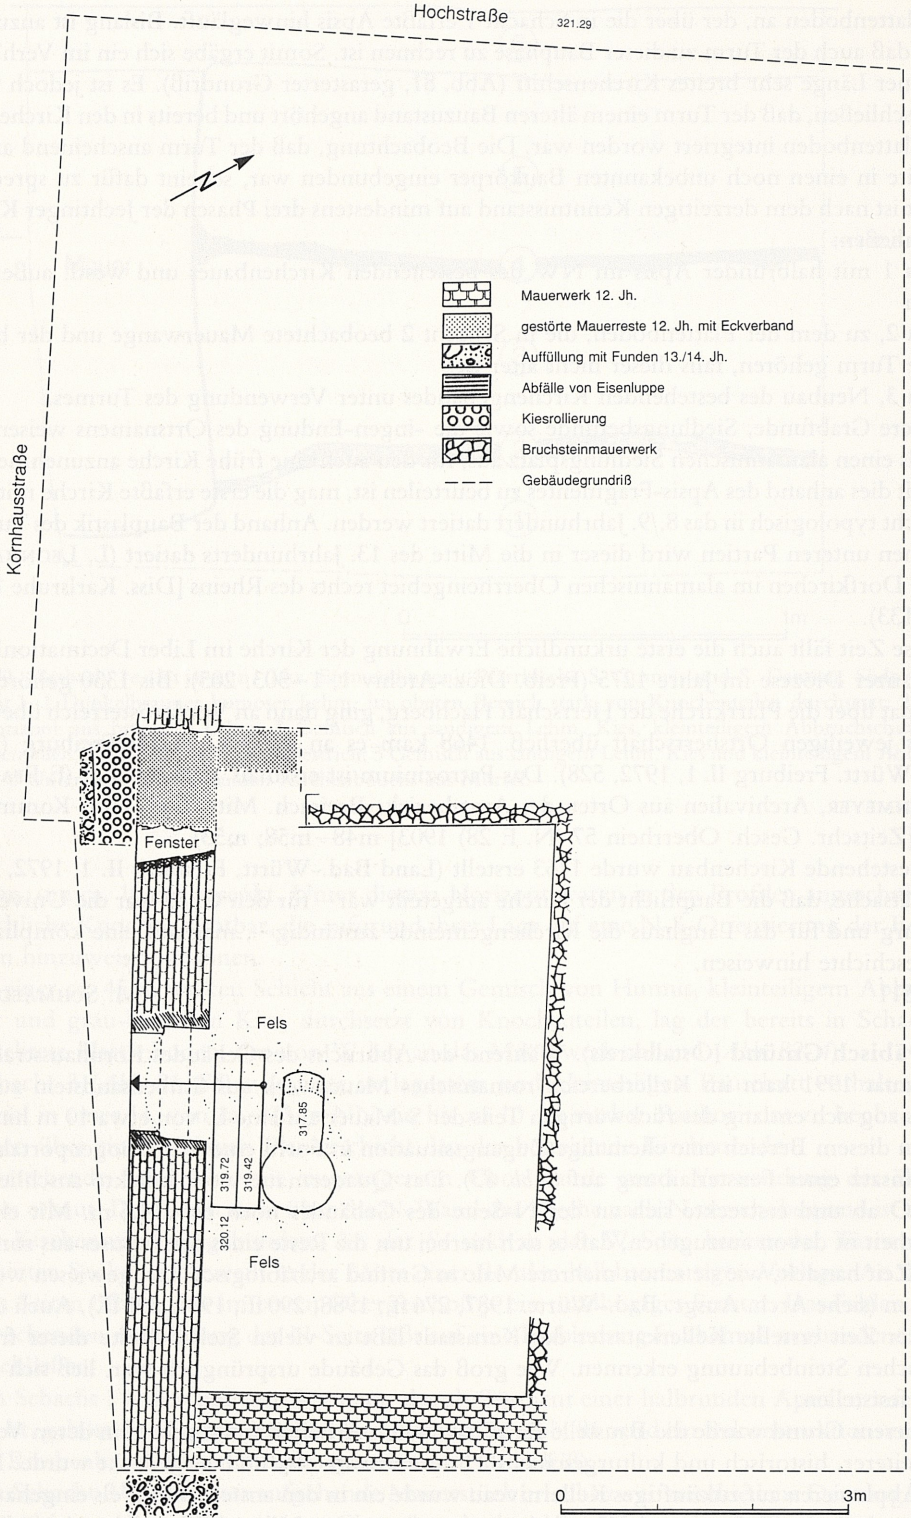 Hochstraße
321.29
N
Mauerwerk 12. Jh.
gestörte Mauerreste 12. Jh. mit Eckverband
Auffüllung mit Funden 13./14. Jh.
Abfälle von Eisenluppe
Kiesrollierung
Bruchsteinmauerwerk
Gebäudegrundriß
Kornhausstraße
Fenster
Fels
317.85
319.72
319.42
320.12
Fels
0 3m